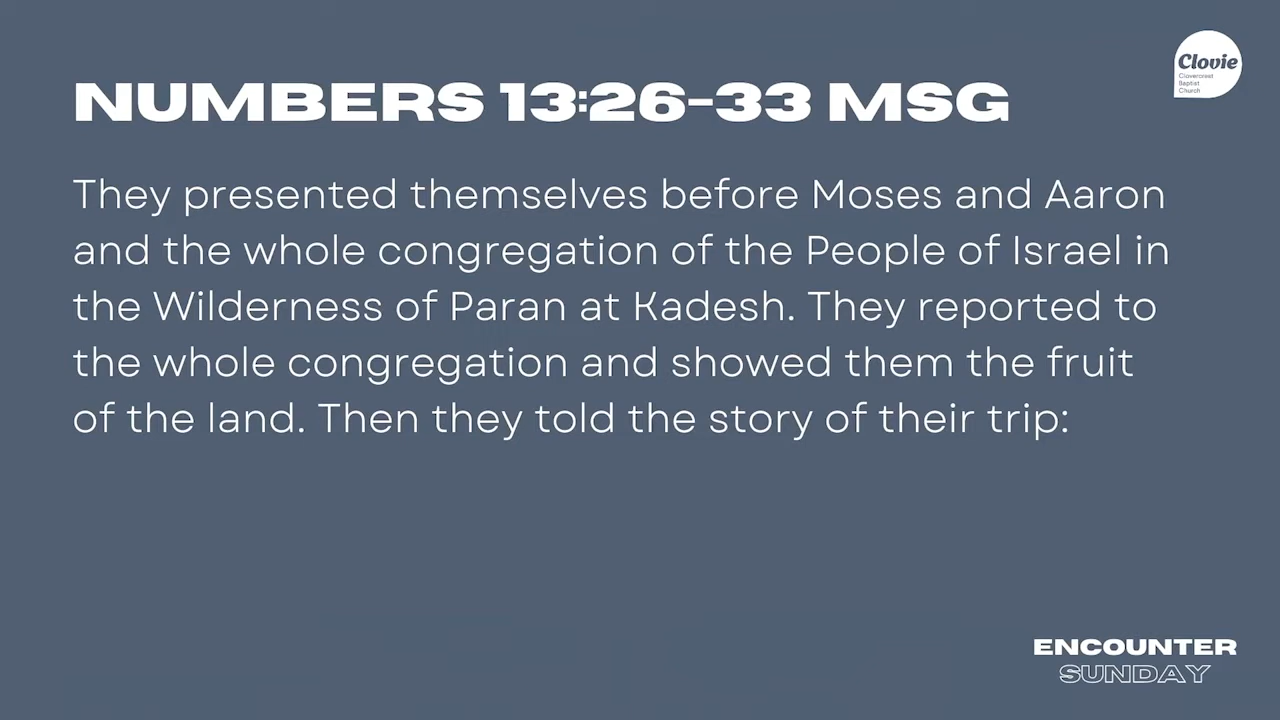 Clovie
Clovercrest
Baptist
Church
NUMBERS 13:26-33 MSG
They presented themselves before Moses and Aaron
and the whole congregation of the People of Israel in
the Wilderness of Paran at Kadesh. They reported to
the whole congregation and showed them the fruit
of the land. Then they told the story of their trip:
ENCOUNTER
SUNDAY